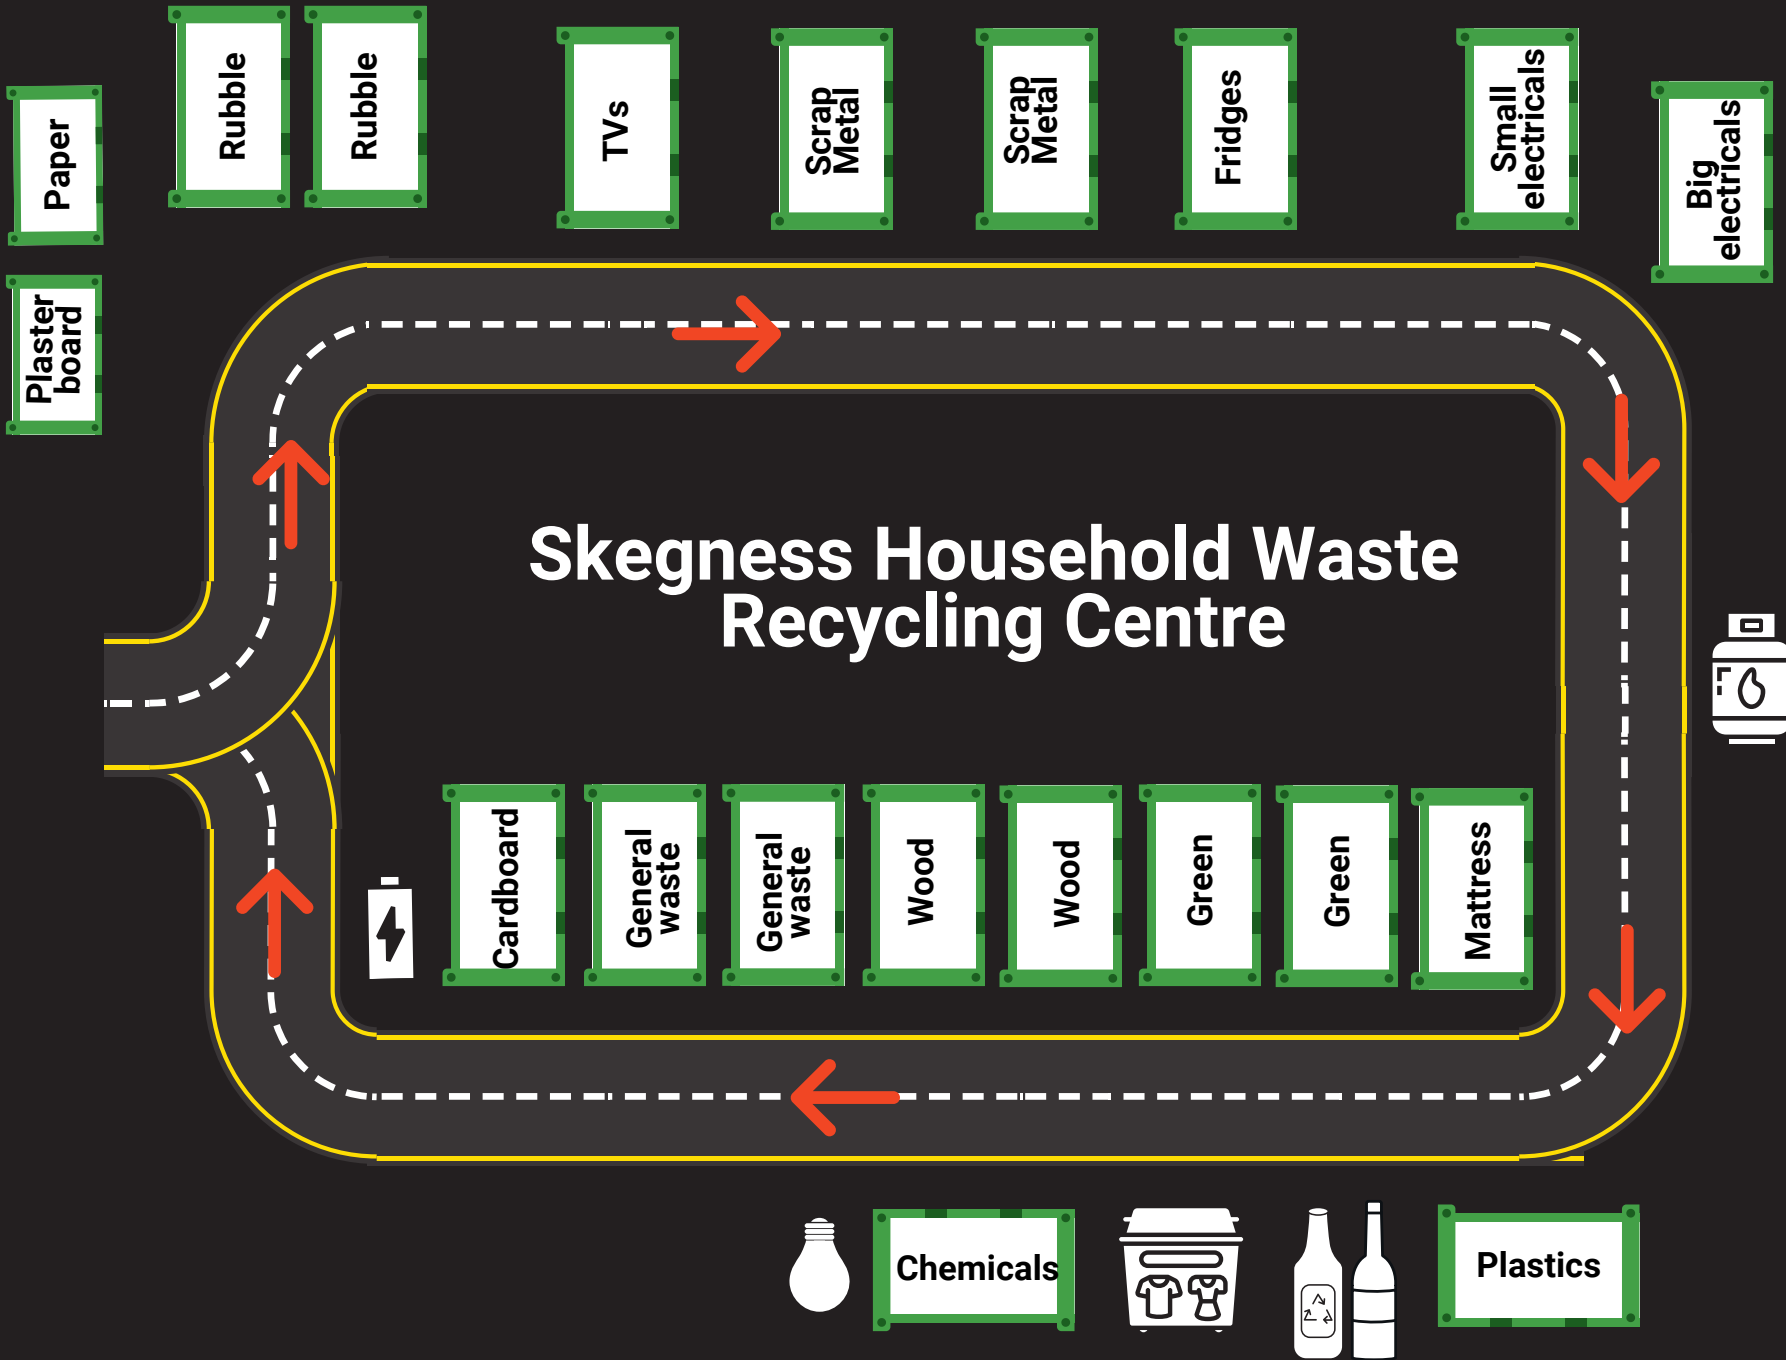 Paper
Rubble
Rubble
TVs
Scrap
Metal
Scrap
Metal
Fridges
Small
electricals
Big
electricals
Plaster
board
Skegness Household Waste
Recycling Centre
Cardboard
General
waste
General
waste
Wood
Wood
Green
Green
Mattress
Chemicals
Plastics